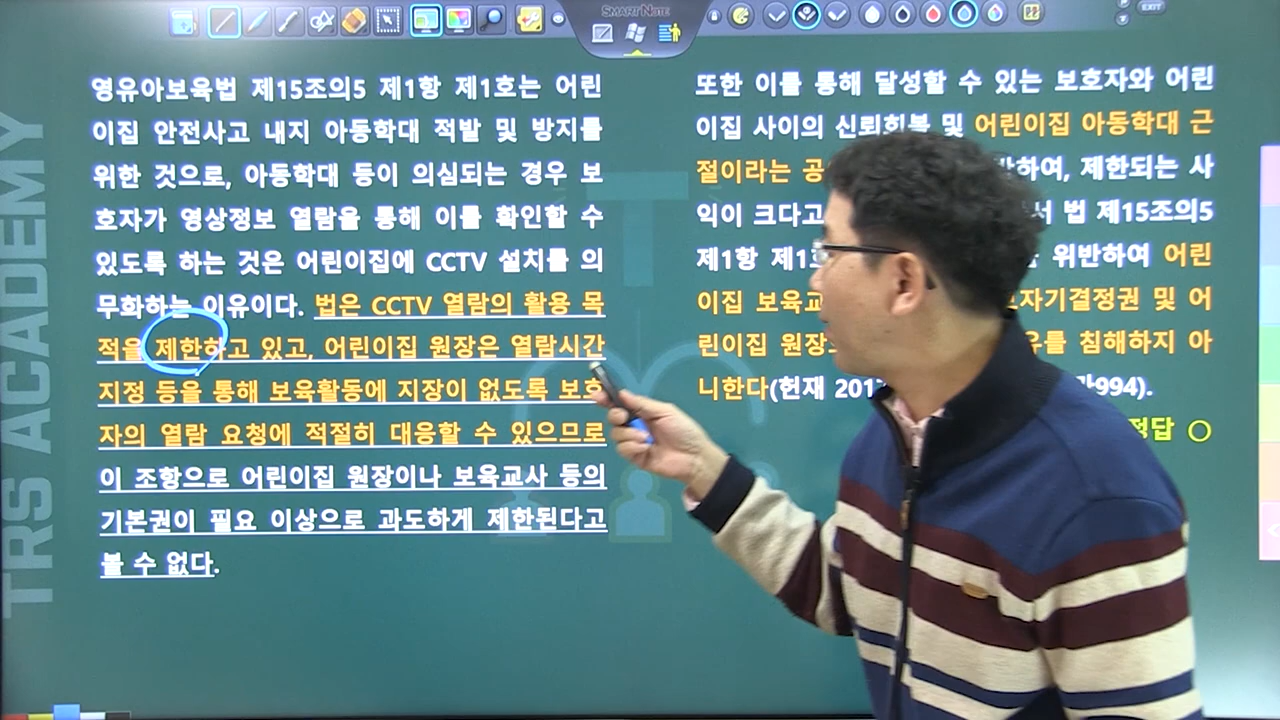 SMARTNOTE
EXIT
TRS ACADEMY
영유아보육법 제15조의5 제1항 제1호는 어린
이집 안전사고 내지 아동학대 적발 및 방지를
위한 것으로, 아동학대 등이 의심되는 경우 보
호자가 영상정보 열람을 통해 이를 확인할 수
있도록 하는 것은 어린이집에 CCTV 설치를 의
무화하는 이유이다. 법은 CCTV 열람의 활용 목
적을 제한하고 있고, 어린이집 원장은 열람시간
지정 등을 통해 보육활동에 지장이 없도록 보호
자의 열람 요청에 적절히 대응할 수 있으므로
이 조항으로 어린이집 원장이나 보육교사 등의
기본권이 필요 이상으로 과도하게 제한된다고
볼 수 없다.
또한 이를 통해 달성할 수 있는 보호자와 어린
이집 사이의 신뢰회복 및 어린이집 아동학대 근
절이라는 하여, 제한되는 사
익이 크다고 법 제15조의5
제1항 위반하여 어린
이집 자기결정권 및 어
린이집 원장 를 침해하지 아
니한다(헌재 994).
정답 ○